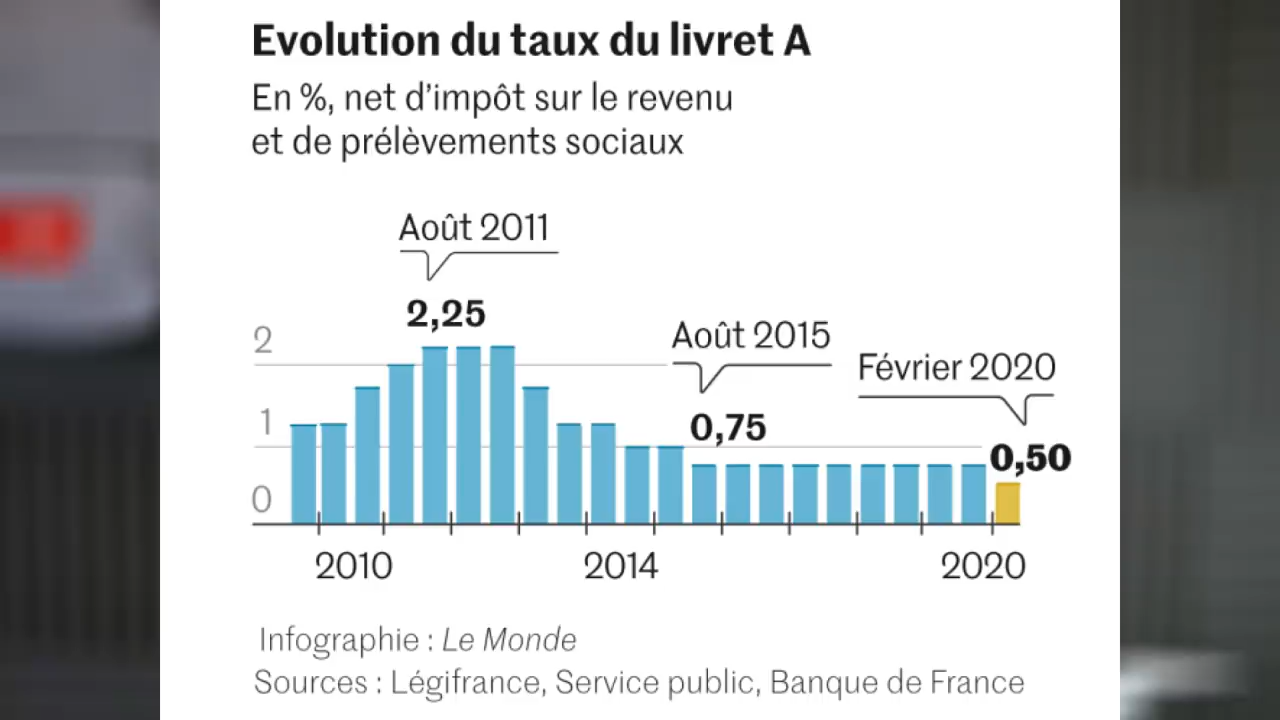 Evolution du taux du livret A
En %, net d’impôt sur le revenu
et de prélèvements sociaux
Août 2011
2,25
Août 2015
0,75
Février 2020
0,50
2
1
0
2010
2014
2020
Infographie : Le Monde
Sources : Légifrance, Service public, Banque de France